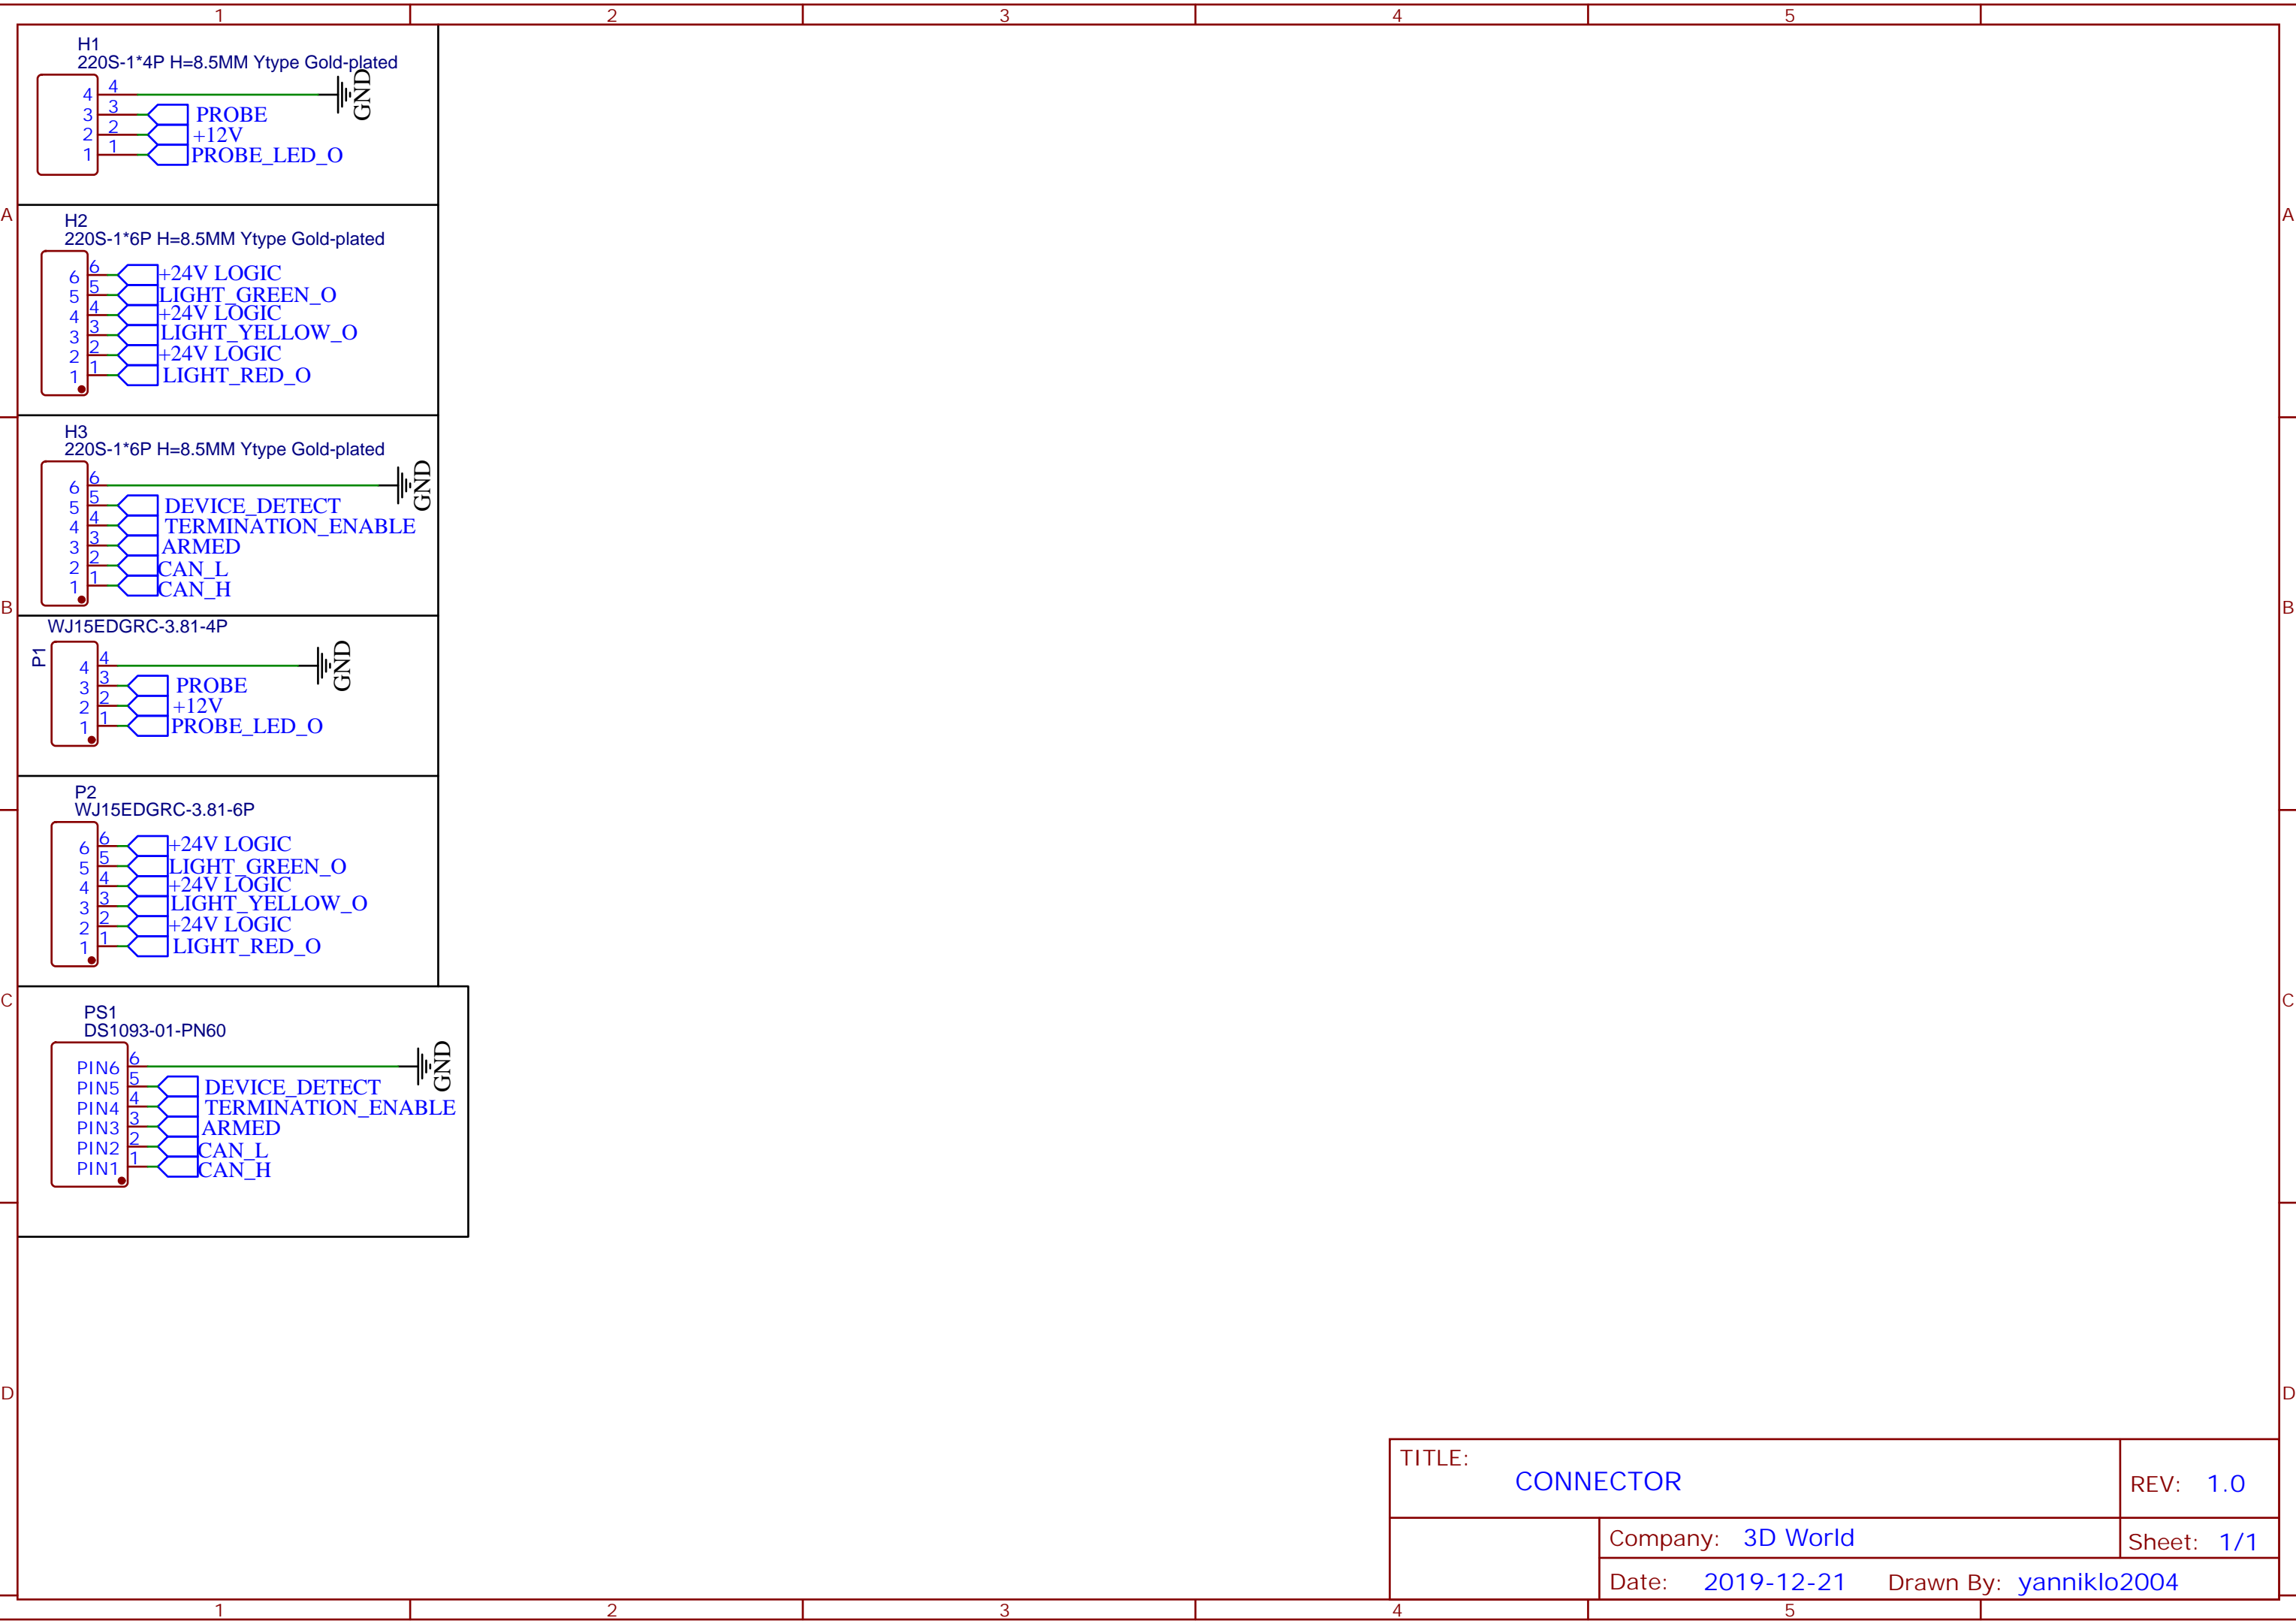 1 2 3 4 5
H1
220S-1*4P H=8.5MM Ytype Gold-plated
4 4 GND
3 3 PROBE
2 2 +12V
1 1 PROBE_LED_O
A A
H2
220S-1*6P H=8.5MM Ytype Gold-plated
6 6 +24V LOGIC
5 5 LIGHT_GREEN_O
4 4 +24V LOGIC
3 3 LIGHT_YELLOW_O
2 2 +24V LOGIC
1 1 LIGHT_RED_O
H3
220S-1*6P H=8.5MM Ytype Gold-plated
6 6 GND
5 5 DEVICE_DETECT
4 4 TERMINATION_ENABLE
3 3 ARMED
2 2 CAN_L
1 1 CAN_H
B B
WJ15EDGRC-3.81-4P
P1
4 4 GND
3 3 PROBE
2 2 +12V
1 1 PROBE_LED_O
P2
WJ15EDGRC-3.81-6P
6 6 +24V LOGIC
5 5 LIGHT_GREEN_O
4 4 +24V LOGIC
3 3 LIGHT_YELLOW_O
2 2 +24V LOGIC
1 1 LIGHT_RED_O
C C
PS1
DS1093-01-PN60
PIN6 6 GND
PIN5 5 DEVICE_DETECT
PIN4 4 TERMINATION_ENABLE
PIN3 3 ARMED
PIN2 2 CAN_L
PIN1 1 CAN_H
D D
TITLE:
CONNECTOR
REV: 1.0
Company: 3D World
Sheet: 1/1
Date: 2019-12-21 Drawn By: yanniklo2004
1 2 3 4 5